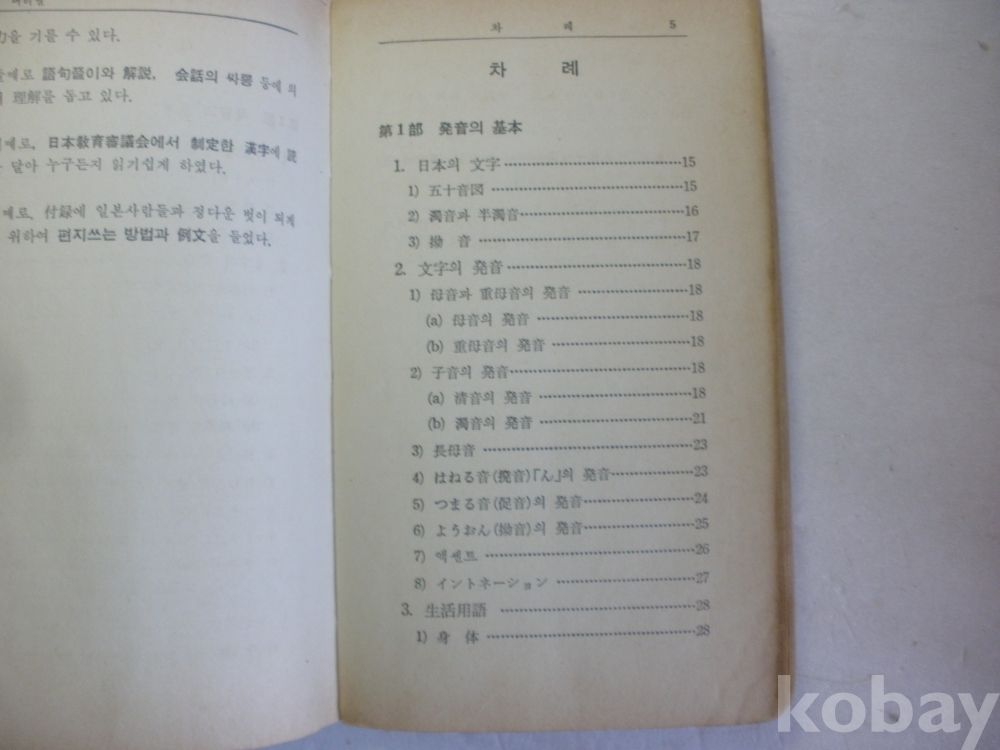 머리말
力을 기를 수 있다.
로 語句풀이와 解説, 会話의 싸롱 등에 의
理解를 돕고 있다.
로, 日本教育審議会에서 制定한 漢字에 読
달아 누구든지 읽기쉽게 하였다.
로, 付録에 일본사람들과 정다운 벗이 되게
위하여 편지쓰는 방법과 例文을 들었다.
차 례 5
차 례
第1部 発音의 基本
1. 日本의 文字 15
1) 五十音図 15
2) 濁音과 半濁音 16
3) 拗 音 17
2. 文字의 発音 18
1) 母音과 重母音의 発音 18
(a) 母音의 発音 18
(b) 重母音의 発音 18
2) 子音의 発音 18
(a) 清音의 発音 18
(b) 濁音의 発音 21
3) 長母音 23
4) はねる音(撥音)「ん」의 発音 23
5) つまる音(促音)의 発音 24
6) ようおん(拗音)의 発音 25
7) 액센트 26
8) イントネーション 27
3. 生活用語 28
1) 身 体 28
kobay